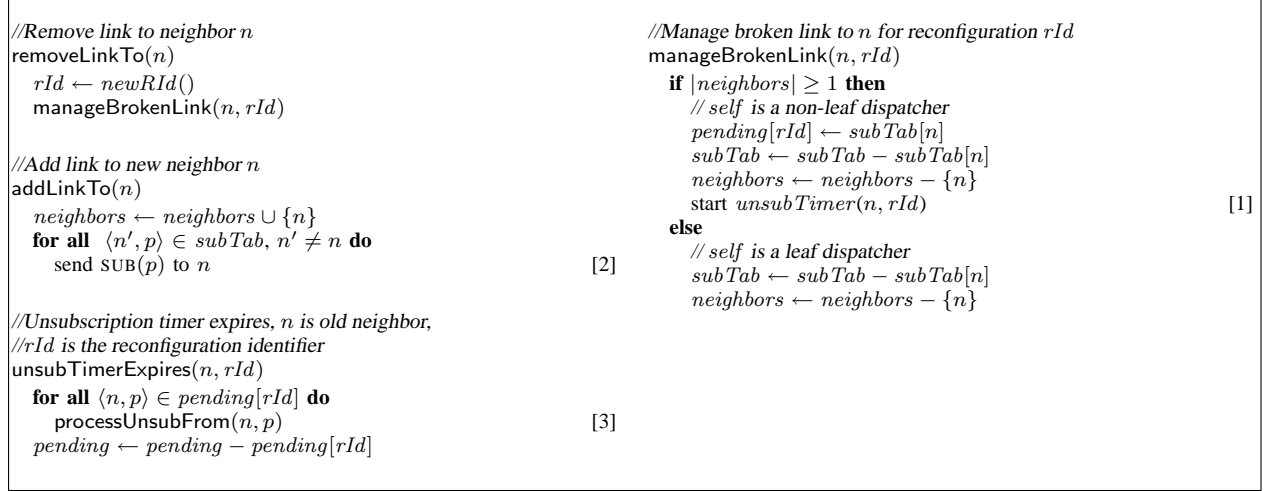 //Remove link to neighbor n
removeLinkTo(n)
rId ← newRId()
manageBrokenLink(n, rId)
//Add link to new neighbor n
addLinkTo(n)
neighbors ← neighbors ∪ {n}
for all ⟨n′, p⟩ ∈ subTab, n′ ≠ n do
send SUB(p) to n [2]
//Unsubscription timer expires, n is old neighbor,
//rId is the reconfiguration identifier
unsubTimerExpires(n, rId)
for all ⟨n, p⟩ ∈ pending[rId] do
processUnsubFrom(n, p) [3]
pending ← pending − pending[rId]
//Manage broken link to n for reconfiguration rId
manageBrokenLink(n, rId)
if |neighbors| ≥ 1 then
// self is a non-leaf dispatcher
pending[rId] ← subTab[n]
subTab ← subTab − subTab[n]
neighbors ← neighbors − {n}
start unsubTimer(n, rId) [1]
else
// self is a leaf dispatcher
subTab ← subTab − subTab[n]
neighbors ← neighbors − {n}